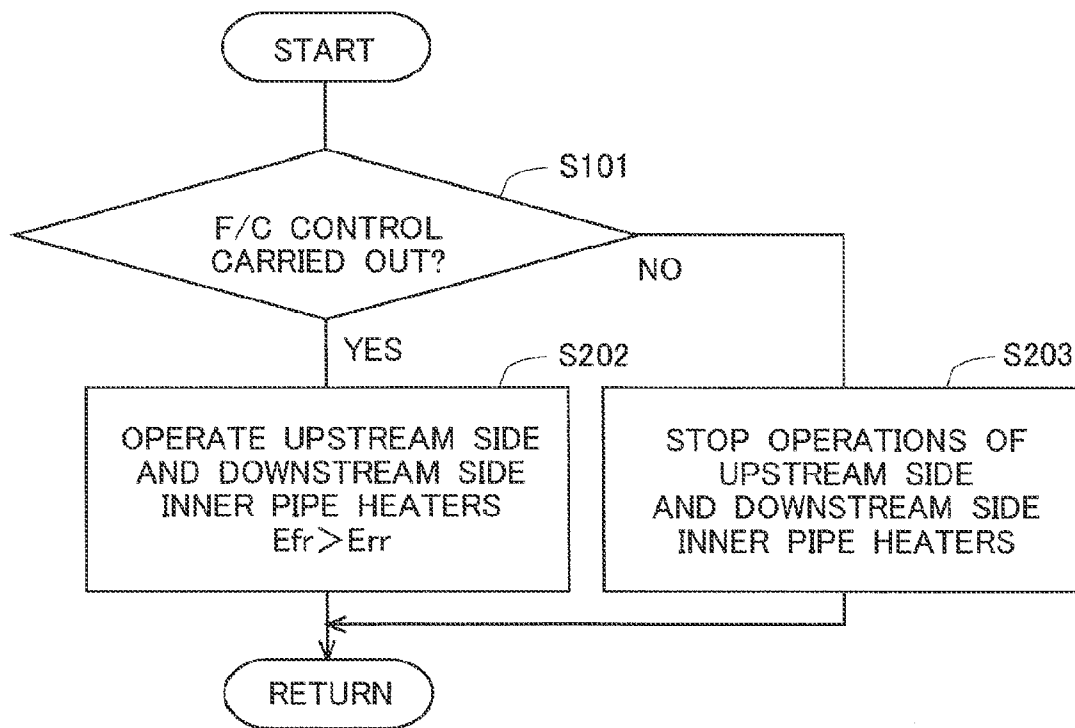 START
S101
F/C CONTROL
CARRIED OUT?
NO
YES
S202
OPERATE UPSTREAM SIDE
AND DOWNSTREAM SIDE
INNER PIPE HEATERS
Efr>Err
S203
STOP OPERATIONS OF
UPSTREAM SIDE
AND DOWNSTREAM SIDE
INNER PIPE HEATERS
RETURN